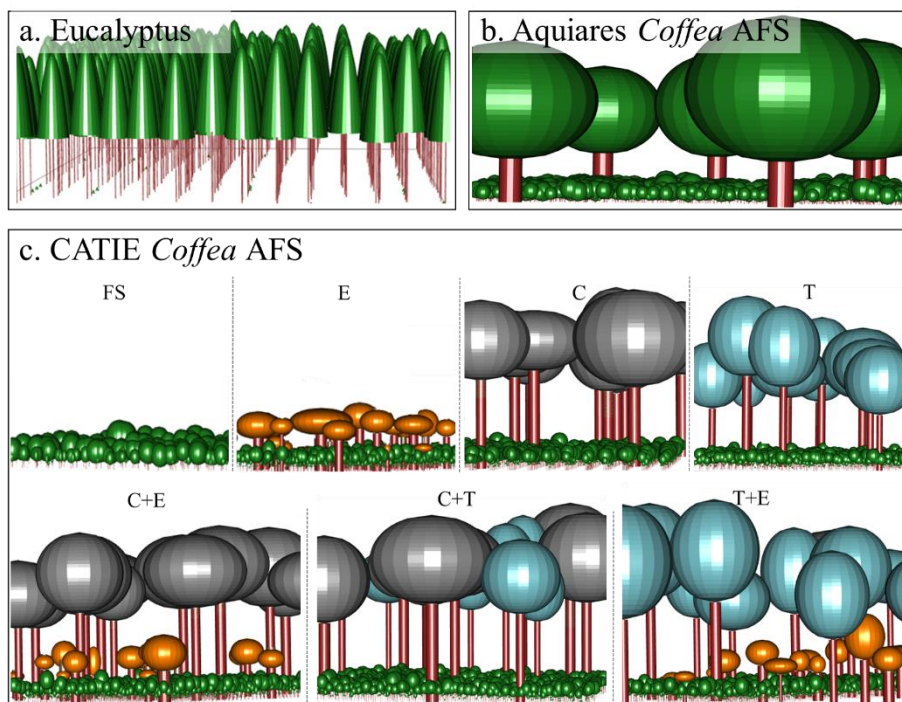 a. Eucalyptus
b. Aquiares Coffea AFS
c. CATIE Coffea AFS
FS
E
C
T
C+E
C+T
T+E